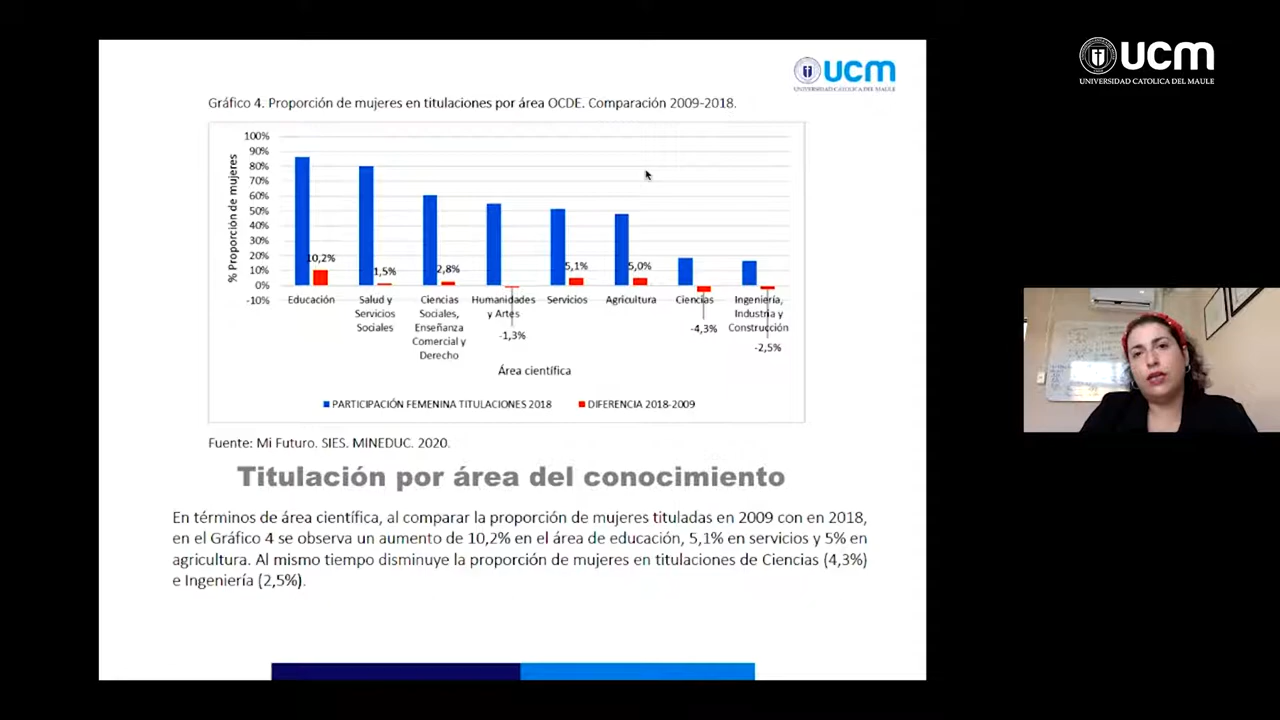 ucm
UNIVERSIDAD CATOLICA DEL MAULE
ucm
UNIVERSIDAD CATOLICA DEL MAULE
Gráfico 4. Proporción de mujeres en titulaciones por área OCDE. Comparación 2009-2018.
% Proporción de mujeres
100%
90%
80%
70%
60%
50%
40%
30%
20%
10%
0%
-10%
10,2%
1,5%
2,8%
-1,3%
5,1%
5,0%
-4,3%
-2,5%
Educación
Salud y
Servicios
Sociales
Ciencias
Sociales,
Enseñanza
Comercial y
Derecho
Humanidades
y Artes
Servicios
Agricultura
Ciencias
Ingeniería,
Industria y
Construcción
Área científica
PARTICIPACIÓN FEMENINA TITULACIONES 2018
DIFERENCIA 2018-2009
Fuente: Mi Futuro. SIES. MINEDUC. 2020.
Titulación por área del conocimiento
En términos de área científica, al comparar la proporción de mujeres tituladas en 2009 con en 2018,
en el Gráfico 4 se observa un aumento de 10,2% en el área de educación, 5,1% en servicios y 5% en
agricultura. Al mismo tiempo disminuye la proporción de mujeres en titulaciones de Ciencias (4,3%)
e Ingeniería (2,5%).